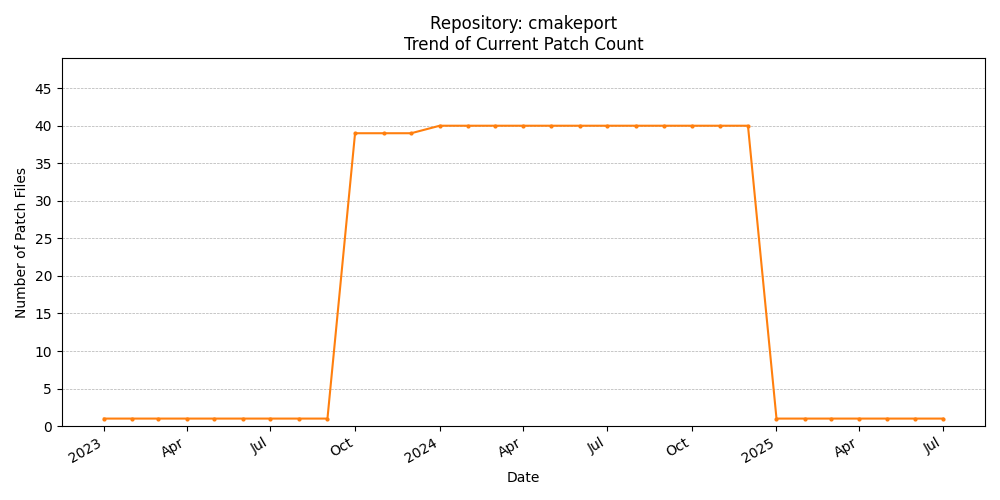 Repository: cmakeport
Trend of Current Patch Count
Number of Patch Files
45
40
35
30
25
20
15
10
5
0
2023
Apr
Jul
Oct
2024
Apr
Jul
Oct
2025
Apr
Jul
Date